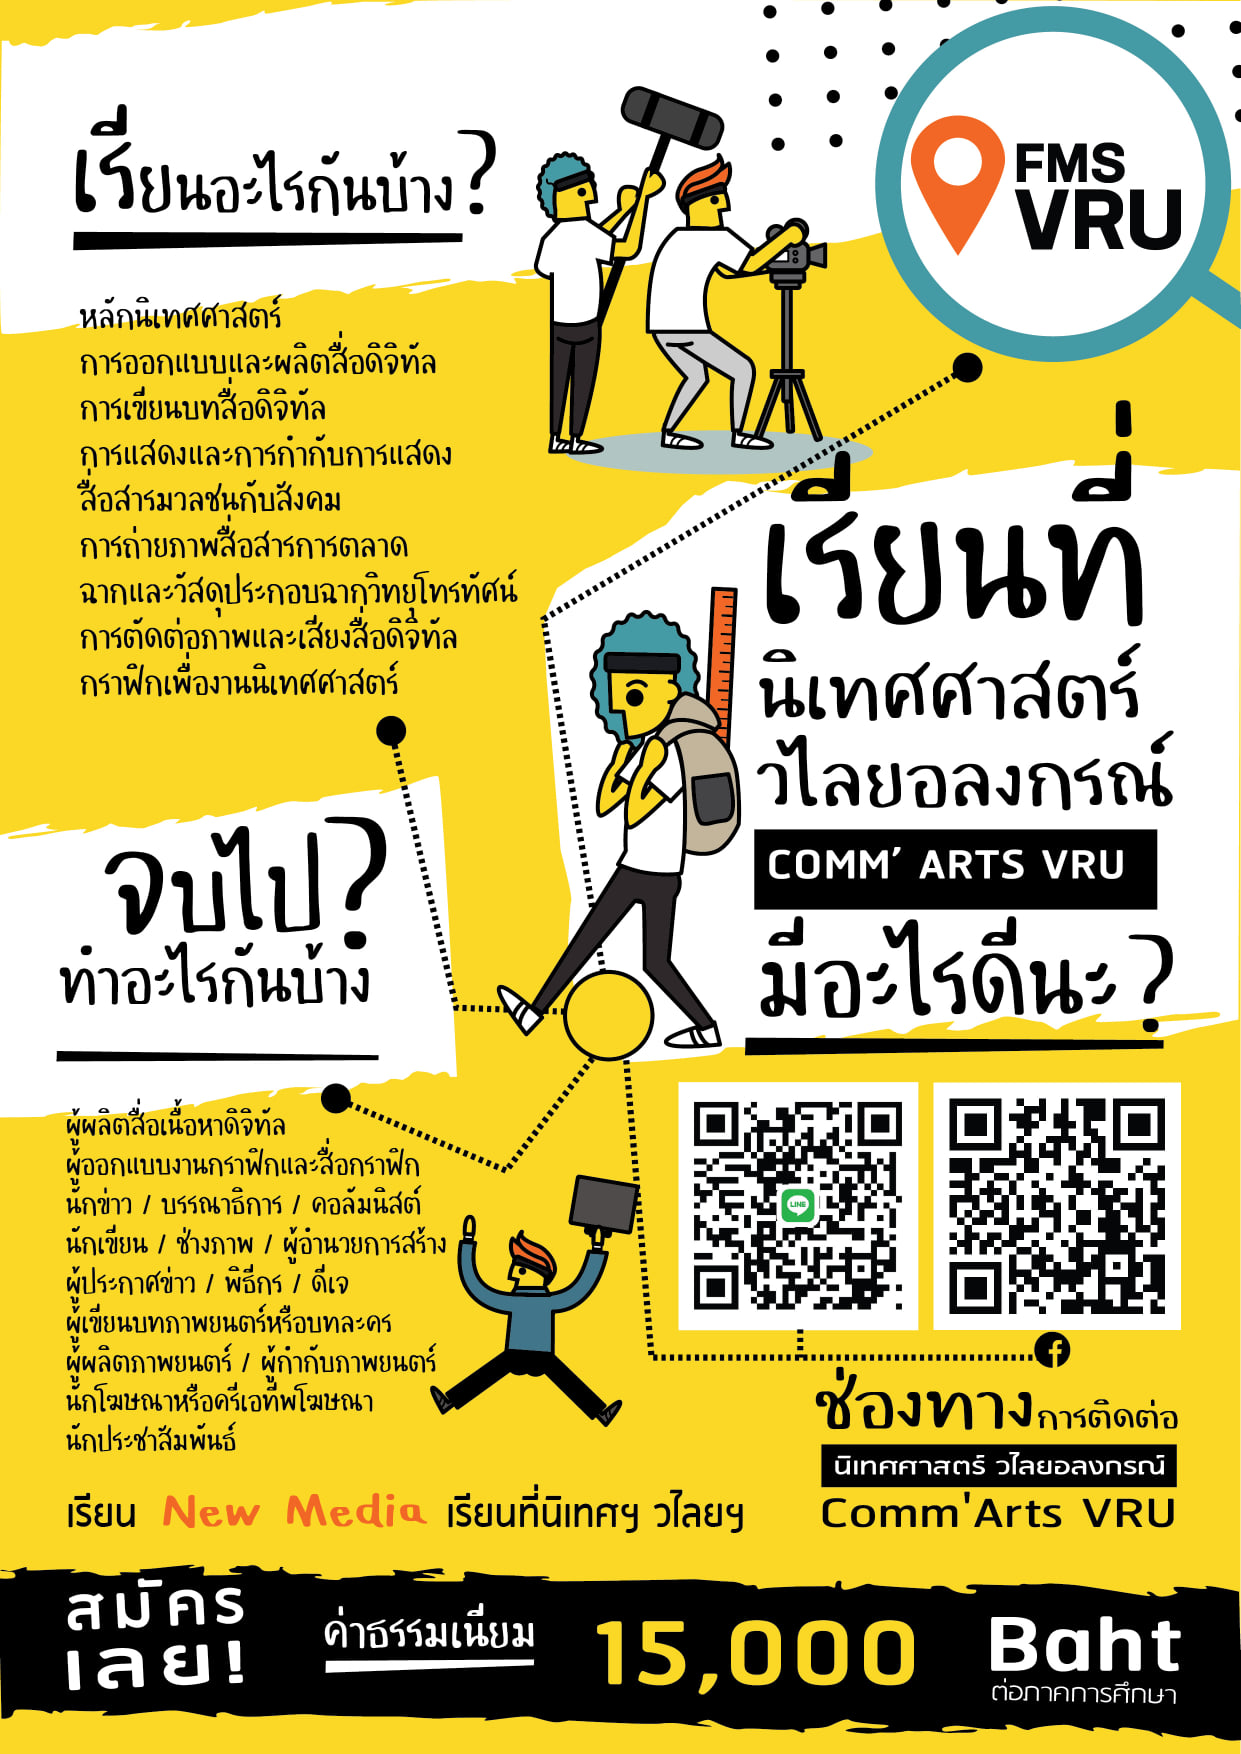 FMS
VRU
เรียนอะไรกันบ้าง?
หลักนิเทศศาสตร์
การออกแบบและผลิตสื่อดิจิทัล
การเขียนบทสื่อดิจิทัล
การแสดงและการกำกับการแสดง
สื่อสารมวลชนกับสังคม
การถ่ายภาพสื่อสารการตลาด
ฉากและวัสดุประกอบฉากวิทยุโทรทัศน์
การตัดต่อภาพและเสียงสื่อดิจิทัล
กราฟิกเพื่องานนิเทศศาสตร์
เรียนที่
นิเทศศาสตร์
วไลยอลงกรณ์
COMM' ARTS VRU
มีอะไรดีนะ?
จบไป?
ทำอะไรกันบ้าง
ผู้ผลิตสื่อเนื้อหาดิจิทัล
ผู้ออกแบบงานกราฟิกและสื่อกราฟิก
นักข่าว / บรรณาธิการ / คอลัมนิสต์
นักเขียน / ช่างภาพ / ผู้อำนวยการสร้าง
ผู้ประกาศข่าว / พิธีกร / ดีเจ
ผู้เขียนบทภาพยนตร์หรือบทละคร
ผู้ผลิตภาพยนตร์ / ผู้กำกับภาพยนตร์
นักโฆษณาหรือครีเอทีพโฆษณา
นักประชาสัมพันธ์
LINE
ช่องทางการติดต่อ
นิเทศศาสตร์ วไลยอลงกรณ์
Comm'Arts VRU
เรียน New Media เรียนที่นิเทศฯ วไลยฯ
สมัคร
เลย!
ค่าธรรมเนียม
15,000
Baht
ต่อภาคการศึกษา